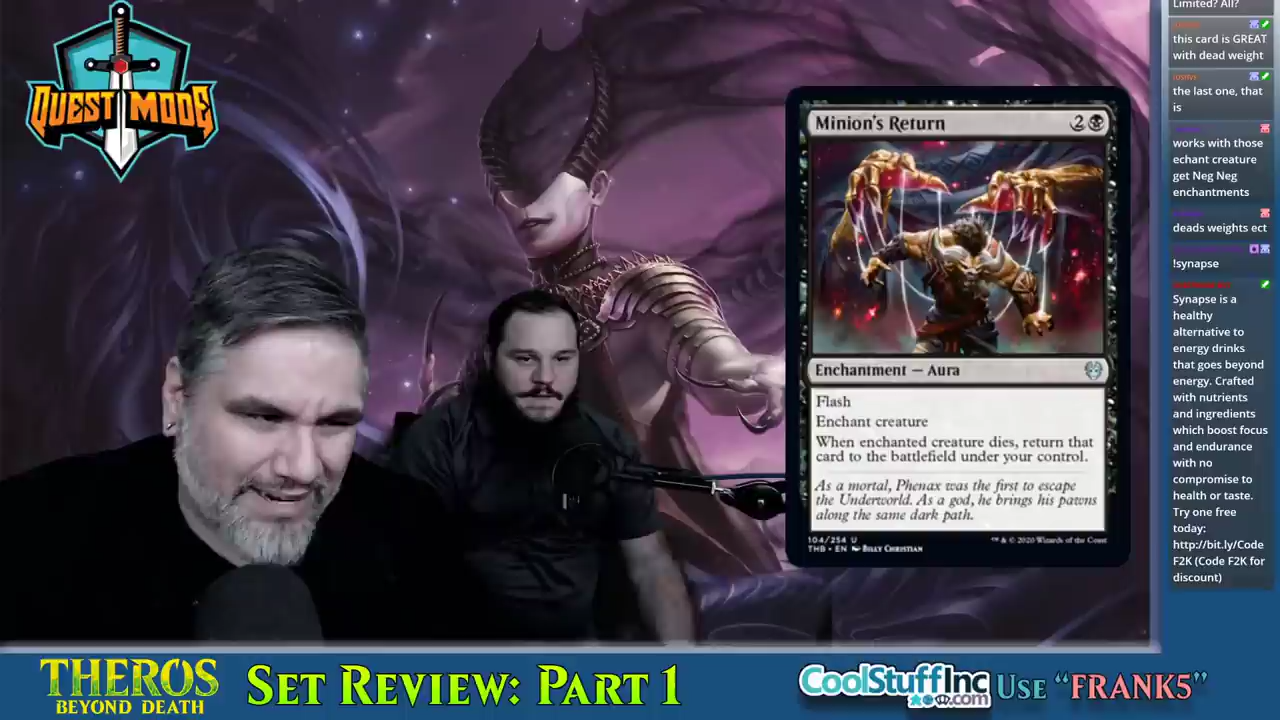 QUEST MODE
Minion's Return 2
Enchantment — Aura
Flash
Enchant creature
When enchanted creature dies, return that
card to the battlefield under your control.
As a mortal, Phenax was the first to escape
the Underworld. As a god, he brings his pawns
along the same dark path.
104/254 U
THB • EN BILLY CHRISTIAN
™ & © 2020 Wizards of the Coast
Limited? All?
this card is GREAT
with dead weight
the last one, that
is
works with those
echant creature
get Neg Neg
enchantments
deads weights ect
!synapse
Synapse is a
healthy
alternative to
energy drinks
that goes beyond
energy. Crafted
with nutrients
and ingredients
which boost focus
and endurance
with no
compromise to
health or taste.
Try one free
today:
http://bit.ly/Code
F2K (Code F2K for
discount)
THEROS
BEYOND DEATH
SET REVIEW: PART 1
CoolStuffInc
.com
USE “FRANK5”